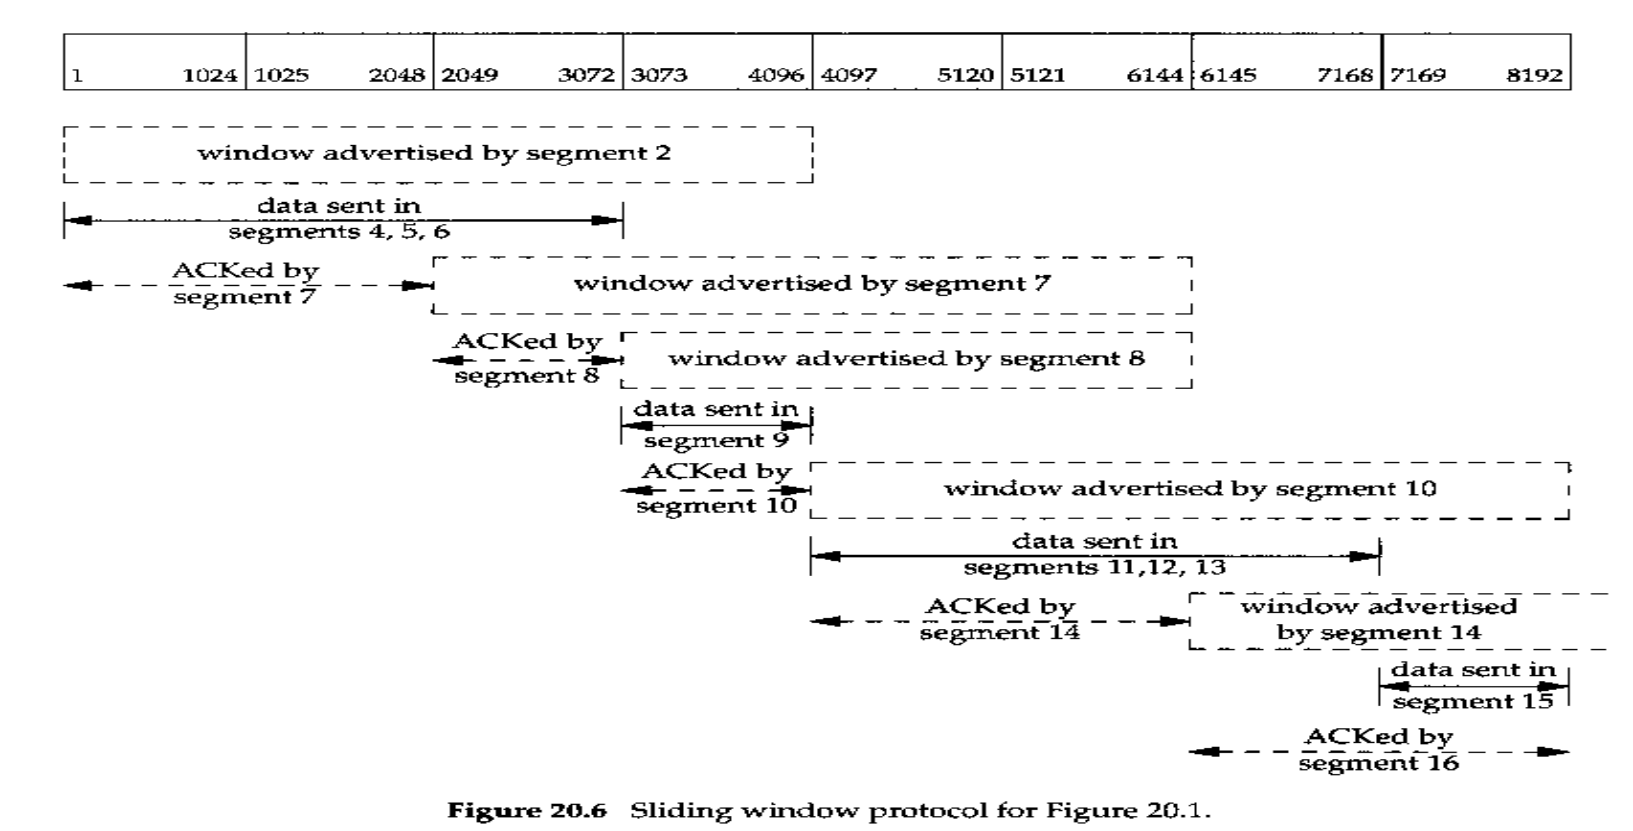 1 1024 1025 2048 2049 3072 3073 4096 4097 5120 5121 6144 6145 7168 7169 8192
window advertised by segment 2
data sent in
segments 4, 5, 6
ACKed by
segment 7
window advertised by segment 7
ACKed by
segment 8
window advertised by segment 8
data sent in
segment 9
ACKed by
segment 10
window advertised by segment 10
data sent in
segments 11,12, 13
ACKed by
segment 14
window advertised
by segment 14
data sent in
segment 15
ACKed by
segment 16
Figure 20.6 Sliding window protocol for Figure 20.1.